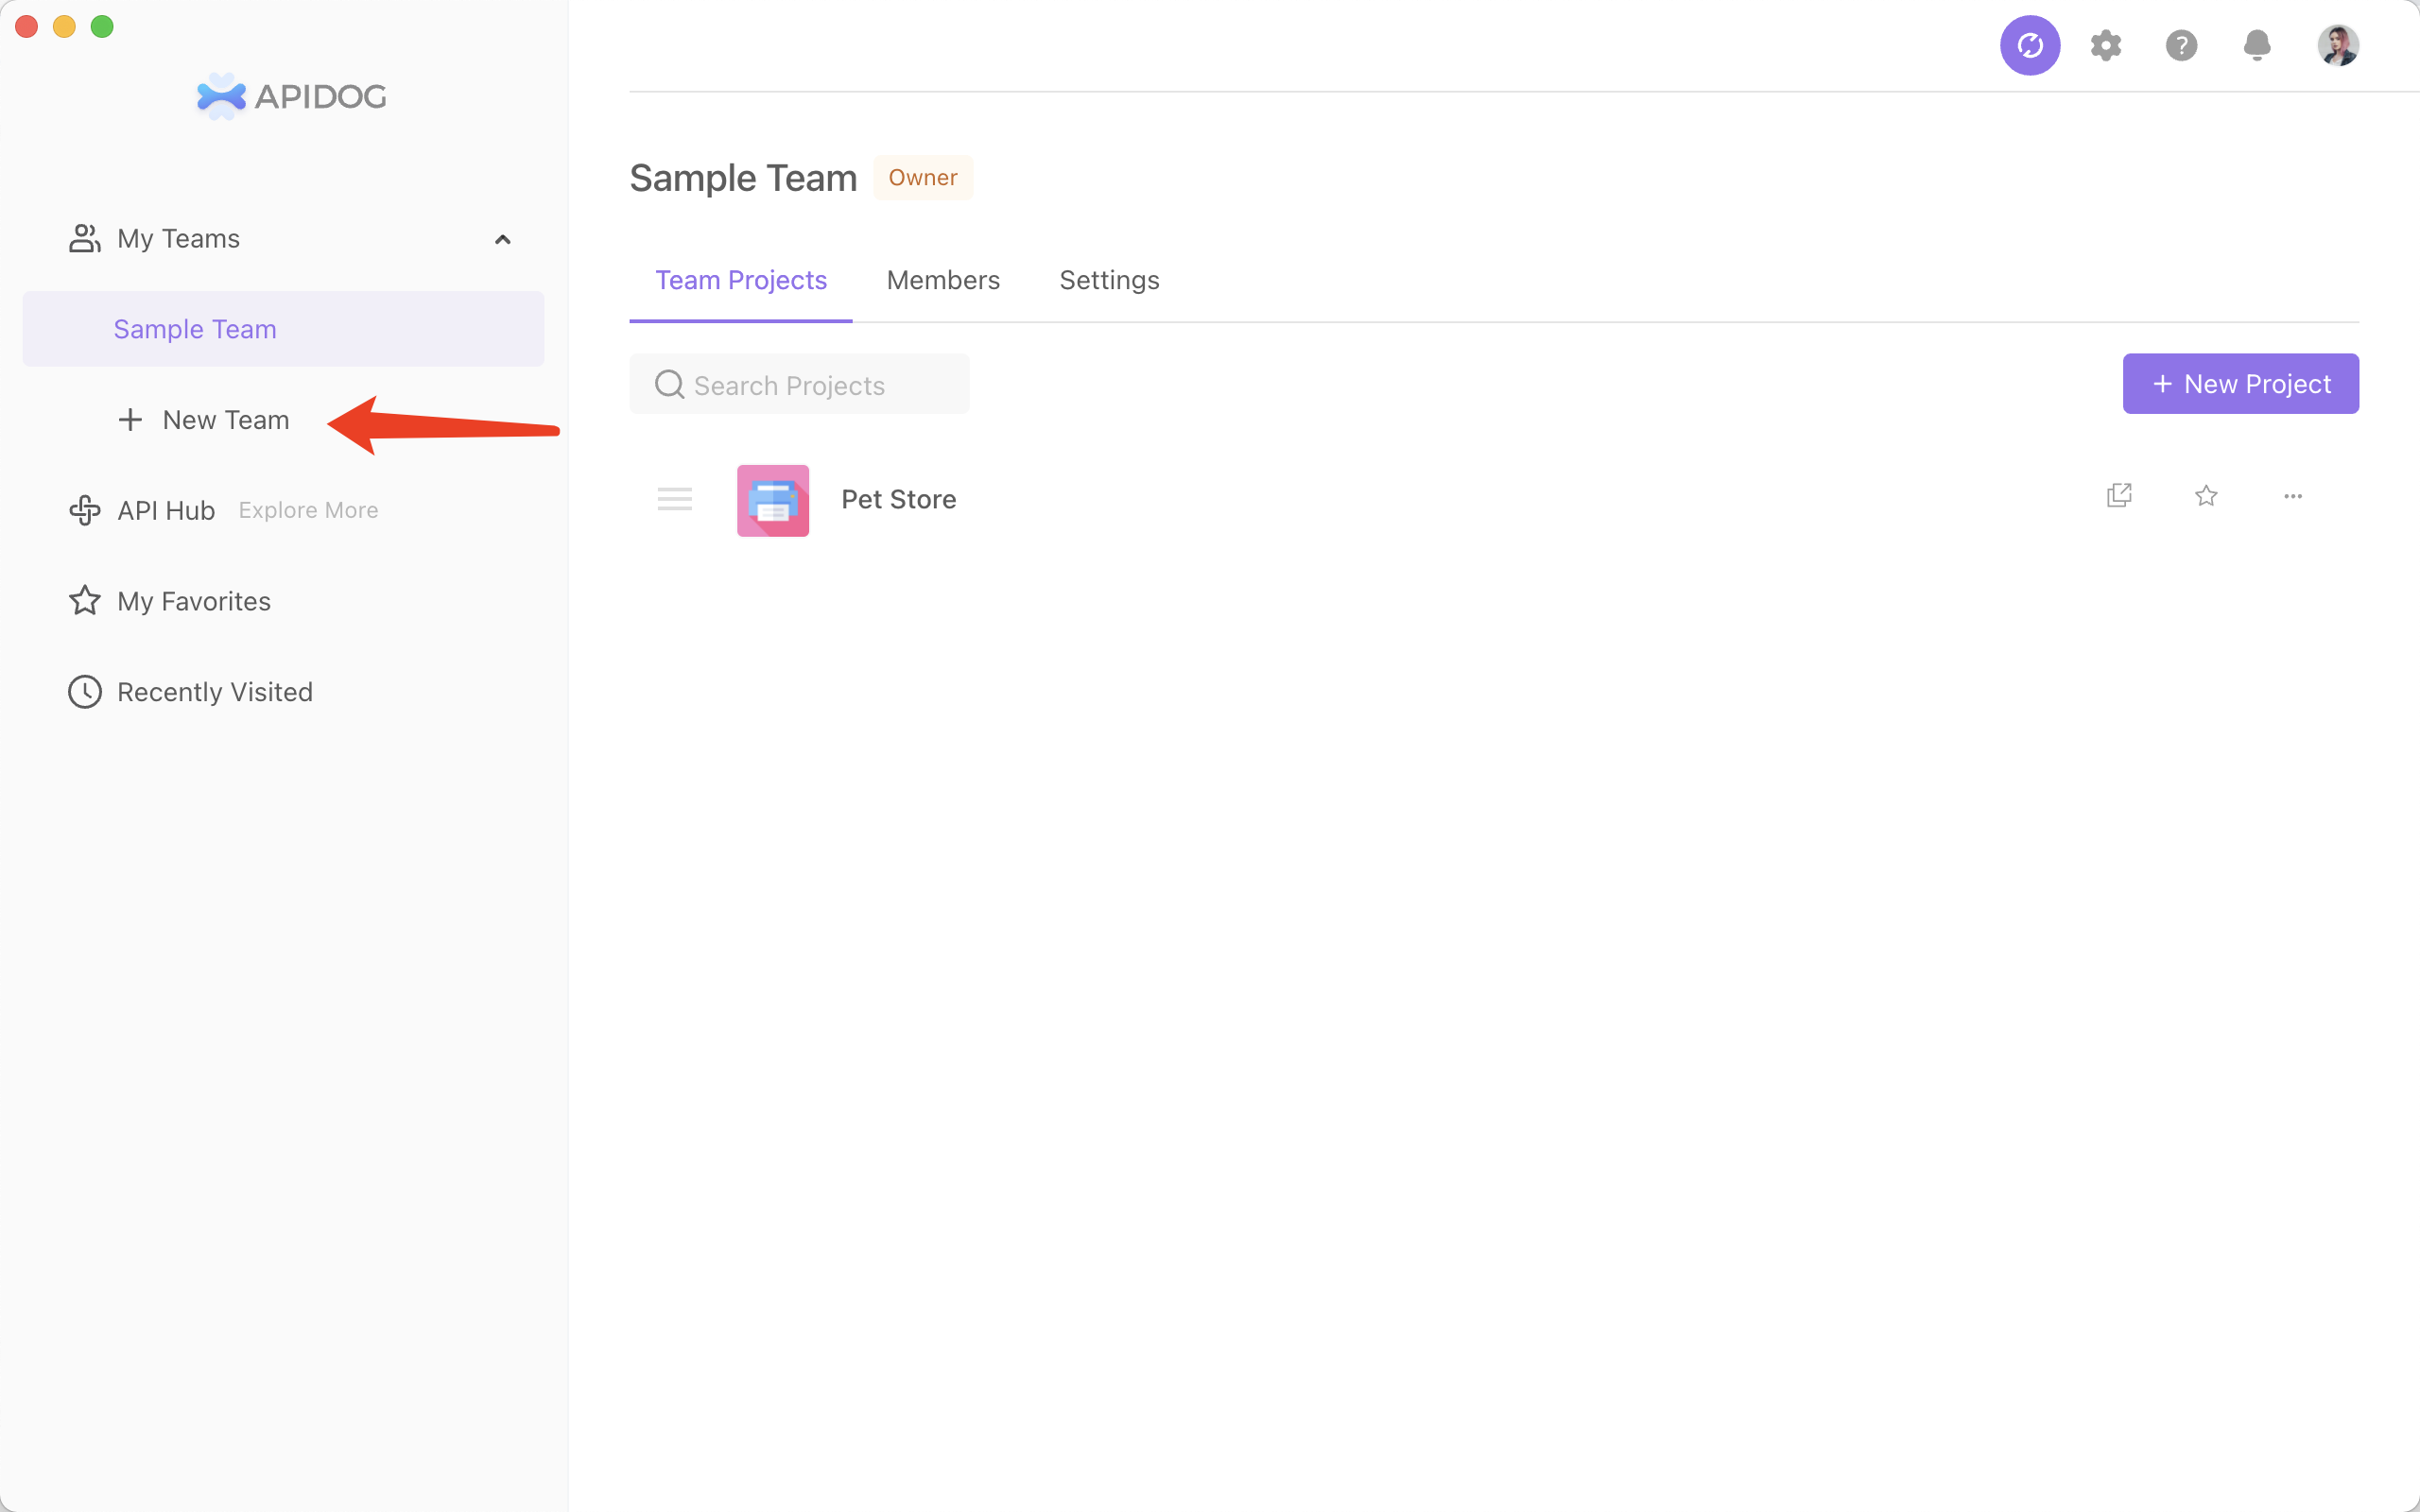 APIDOG
My Teams
Sample Team
New Team
API Hub Explore More
My Favorites
Recently Visited
Sample Team Owner
Team Projects Members Settings
Search Projects
+ New Project
Pet Store